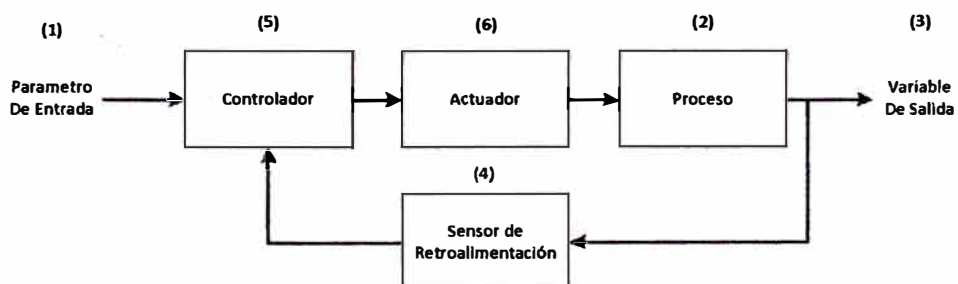 (1)
(5)
(6)
(2)
(3)
Parametro
De Entrada
Controlador
Actuador
Proceso
Variable
De Salida
(4)
Sensor de
Retroalimentación